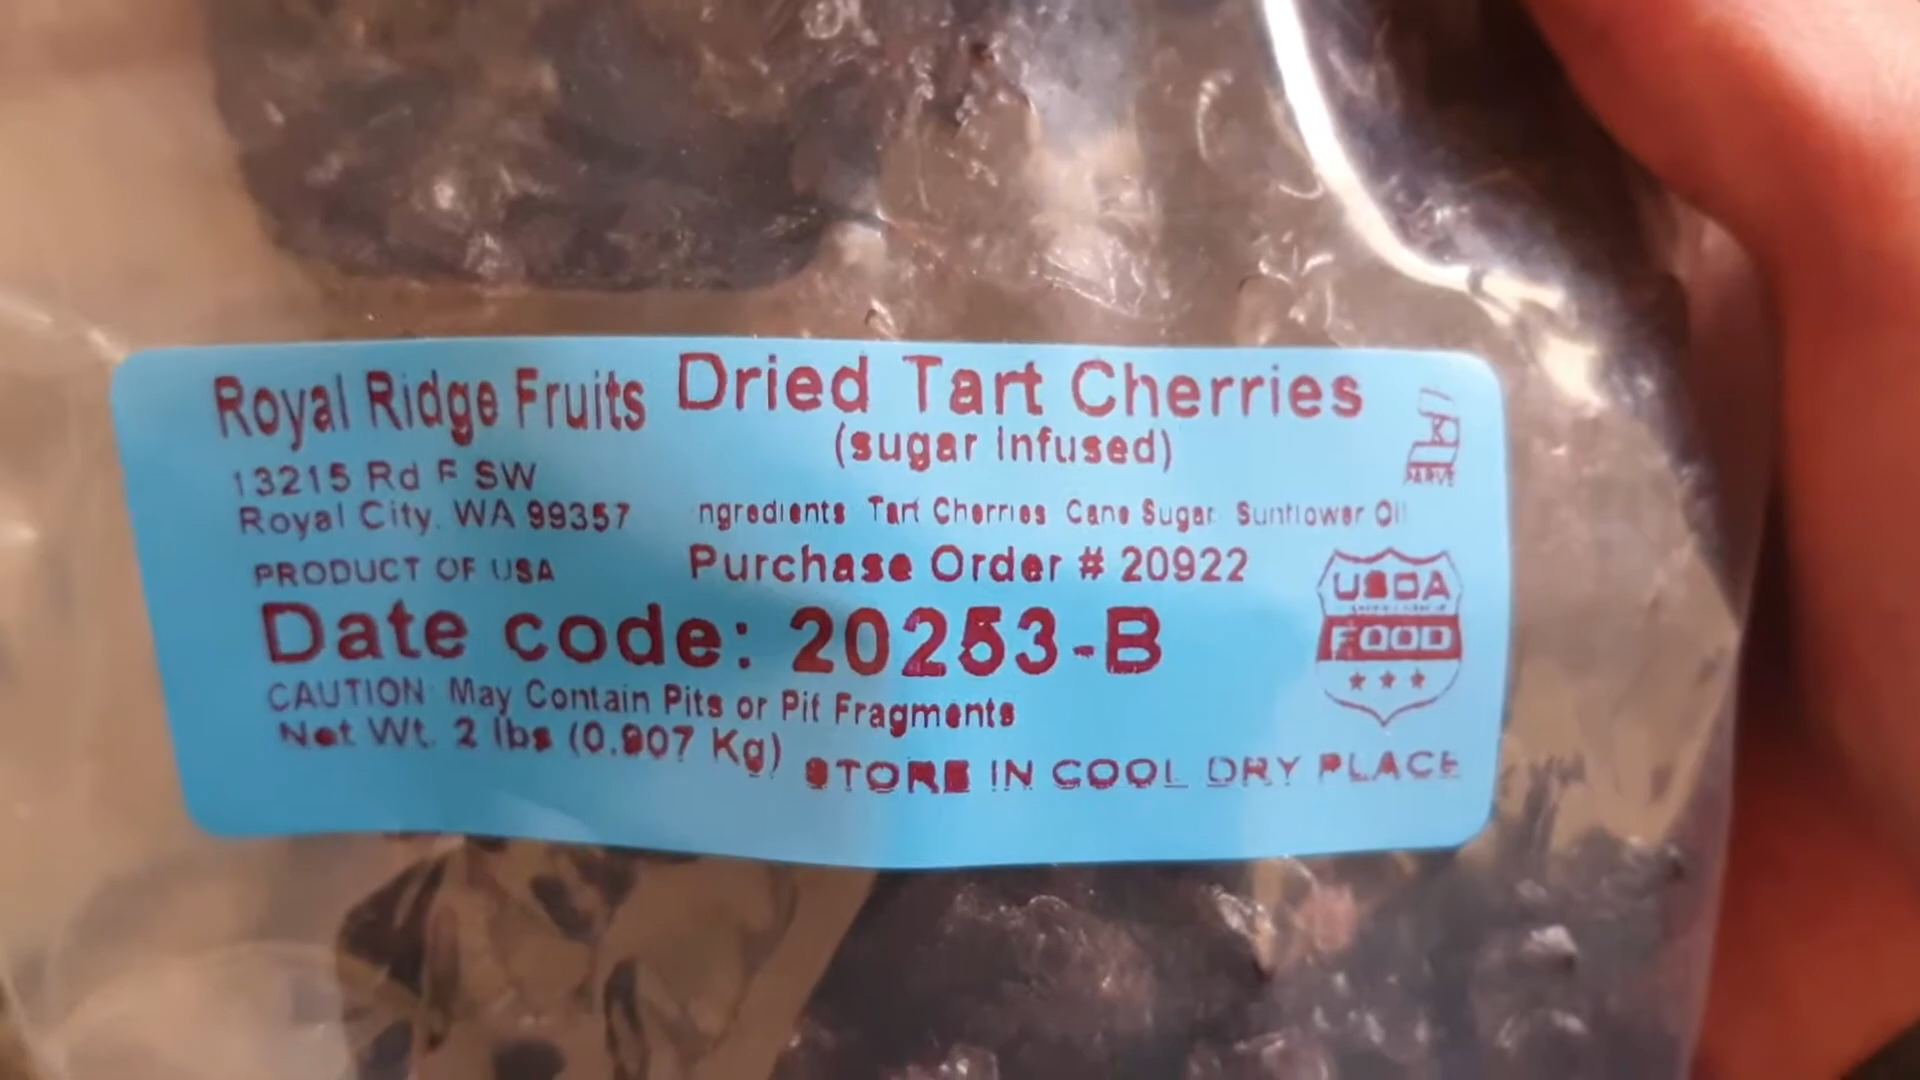 Royal Ridge Fruits
13215 Rd F SW
Royal City, WA 99357
PRODUCT OF USA
Dried Tart Cherries
(sugar Infused)
ngredients Tart Cherries Cane Sugar Sunflower Oil
Purchase Order # 20922
Date code: 20253-B
CAUTION May Contain Pits or Pit Fragments
Net Wt. 2 lbs (0.907 Kg)
STORE IN COOL DRY PLACE
K
PARVE
USDA
FOOD